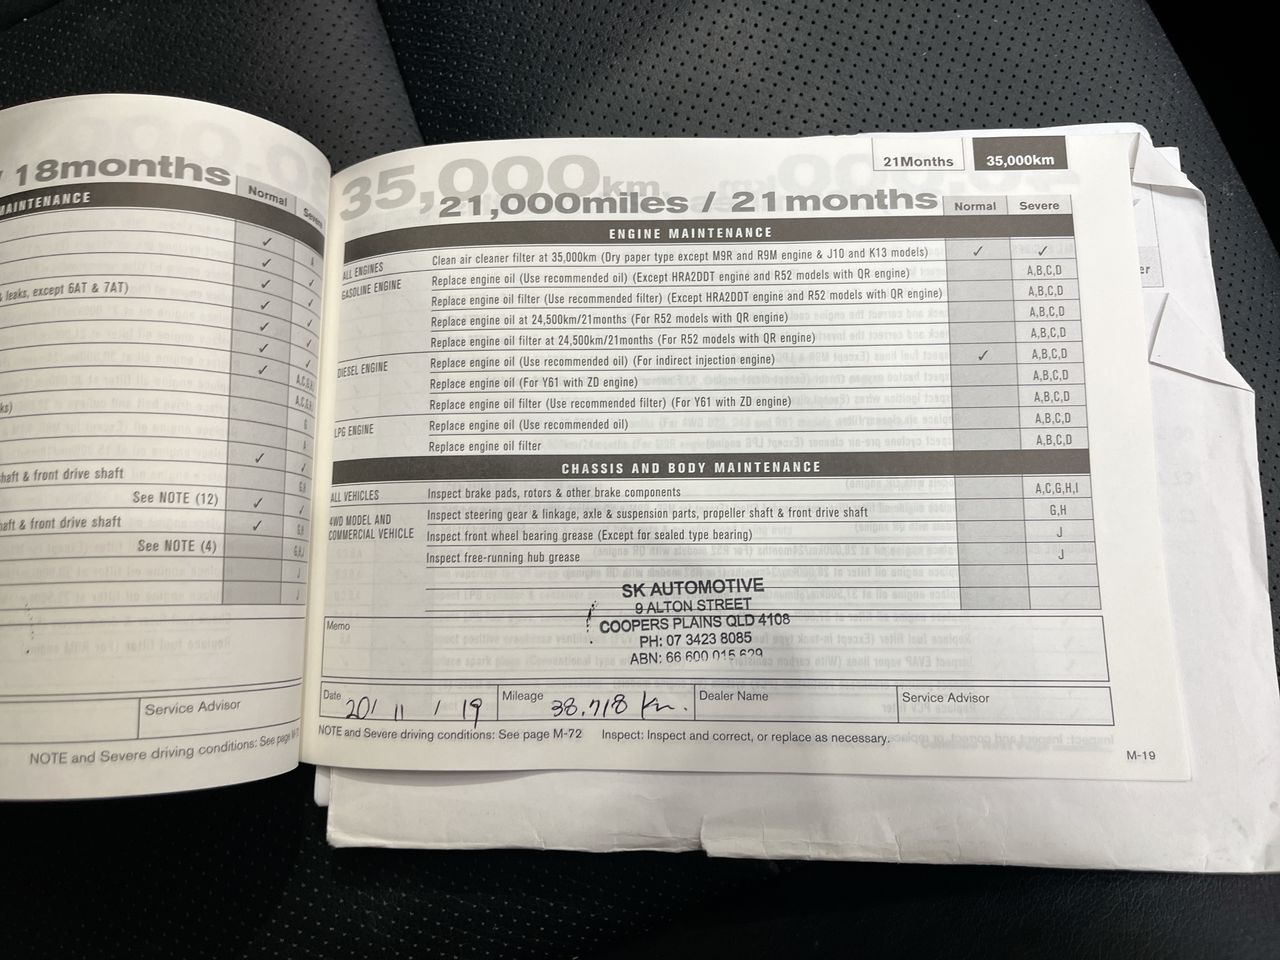 / 18months
Normal
MAINTENANCE
✓
✓
✓
& leaks, except 6AT & 7AT) ✓
✓
✓
✓
✓
haft & front drive shaft
See NOTE (12) ✓
haft & front drive shaft ✓
See NOTE (4)
Service Advisor
NOTE and Severe driving conditions: See page
21Months 35,000km
35,000km
21,000miles / 21months Normal Severe
ENGINE MAINTENANCE
ALL ENGINES Clean air cleaner filter at 35,000km (Dry paper type except M9R and R9M engine & J10 and K13 models) ✓ ✓
GASOLINE ENGINE Replace engine oil (Use recommended oil) (Except HRA2DDT engine and R52 models with QR engine) A,B,C,D
Replace engine oil filter (Use recommended filter) (Except HRA2DDT engine and R52 models with QR engine) A,B,C,D
Replace engine oil at 24,500km/21months (For R52 models with QR engine) A,B,C,D
Replace engine oil filter at 24,500km/21months (For R52 models with QR engine) A,B,C,D
DIESEL ENGINE Replace engine oil (Use recommended oil) (For indirect injection engine) ✓ A,B,C,D
Replace engine oil (For Y61 with ZD engine) A,B,C,D
Replace engine oil filter (Use recommended filter) (For Y61 with ZD engine) A,B,C,D
LPG ENGINE Replace engine oil (Use recommended oil) A,B,C,D
Replace engine oil filter A,B,C,D
CHASSIS AND BODY MAINTENANCE
ALL VEHICLES Inspect brake pads, rotors & other brake components A,C,G,H,I
4WD MODEL AND COMMERCIAL VEHICLE Inspect steering gear & linkage, axle & suspension parts, propeller shaft & front drive shaft G,H
Inspect front wheel bearing grease (Except for sealed type bearing) J
Inspect free-running hub grease J
SK AUTOMOTIVE
9 ALTON STREET
COOPERS PLAINS QLD 4108
PH: 07 3423 8085
ABN: 66 600 015 629
Memo
Date 20/ 11 / 19 Mileage 38.718 km. Dealer Name Service Advisor
NOTE and Severe driving conditions: See page M-72 Inspect: Inspect and correct, or replace as necessary.
M-19